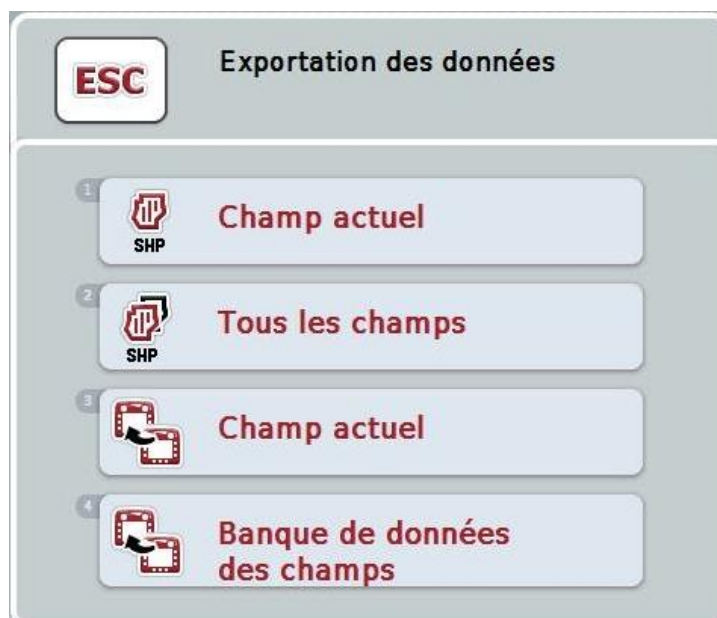 ESC
Exportation des données
1
Champ actuel
SHP
2
Tous les champs
SHP
3
Champ actuel
4
Banque de données
des champs